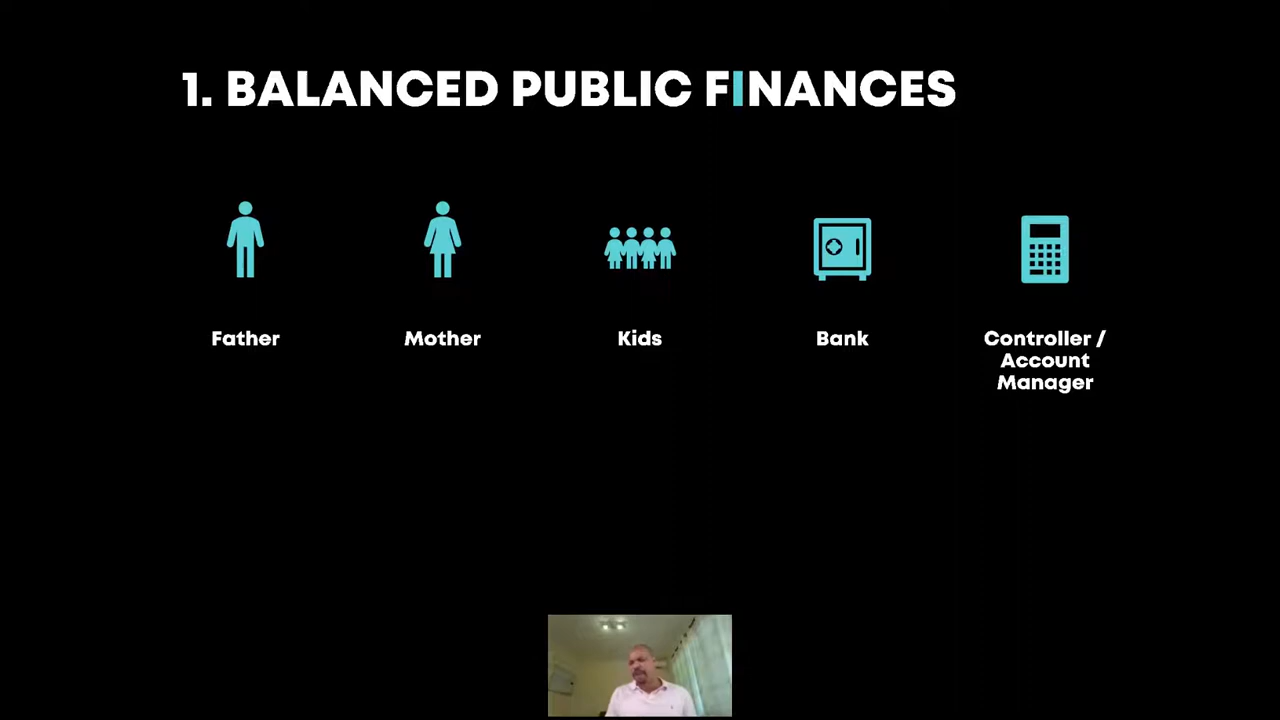 1. BALANCED PUBLIC FINANCES
Father
Mother
Kids
Bank
Controller /
Account
Manager